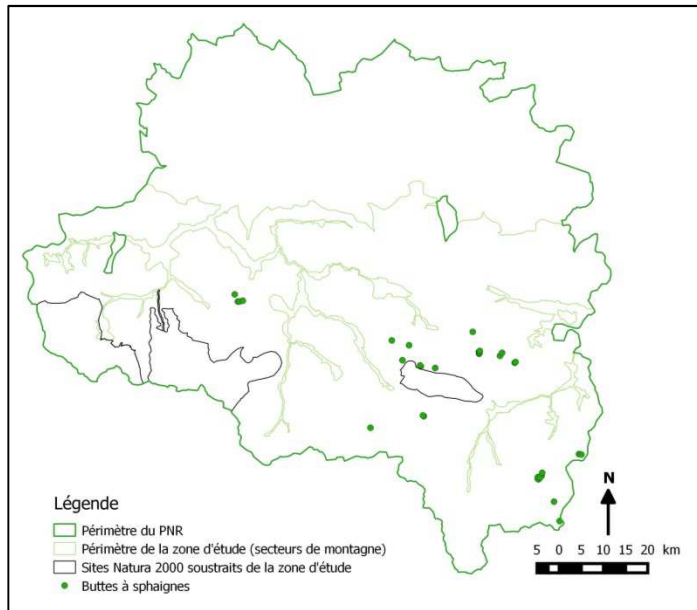 Légende
Périmètre du PNR
Périmètre de la zone d'étude (secteurs de montagne)
Sites Natura 2000 soustraits de la zone d'étude
Buttes à sphaignes
N
5 0 5 10 15 20 km